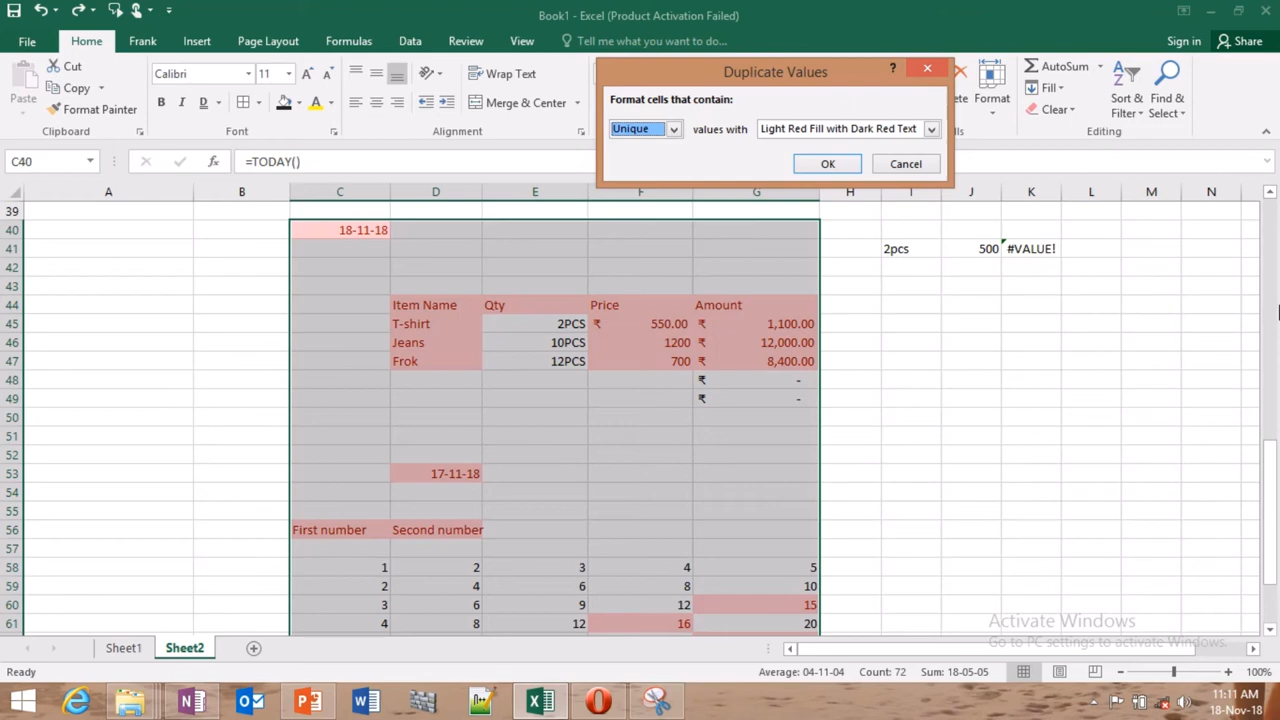 Book1 - Excel (Product Activation Failed)
File Home Frank Insert Page Layout Formulas Data Review View Tell me what you want to do... Sign in Share
Paste
Cut
Copy
Format Painter
Clipboard
Calibri 11
B I D
Font
Wrap Text
Merge & Center
Alignment
Format
AutoSum
Fill
Clear
Sort & Filter
Find & Select
Editing
Duplicate Values
Format cells that contain:
Unique values with Light Red Fill with Dark Red Text
OK Cancel
C40 =TODAY()
A B C D E F G H I J K L M N
39
40 18-11-18
41 2pcs 500 #VALUE!
42
43
44 Item Name Qty Price Amount
45 T-shirt 2PCS ₹ 550.00 ₹ 1,100.00
46 Jeans 10PCS 1200 ₹ 12,000.00
47 Frok 12PCS 700 ₹ 8,400.00
48 ₹ -
49 ₹ -
50
51
52
53 17-11-18
54
55
56 First number Second number
57
58 1 2 3 4 5
59 2 4 6 8 10
60 3 6 9 12 15
61 4 8 12 16 20
Activate Windows
Go to PC settings to activate Windows.
Sheet1 Sheet2
Ready Average: 04-11-04 Count: 72 Sum: 18-05-05 100%
11:11 AM
18-Nov-18